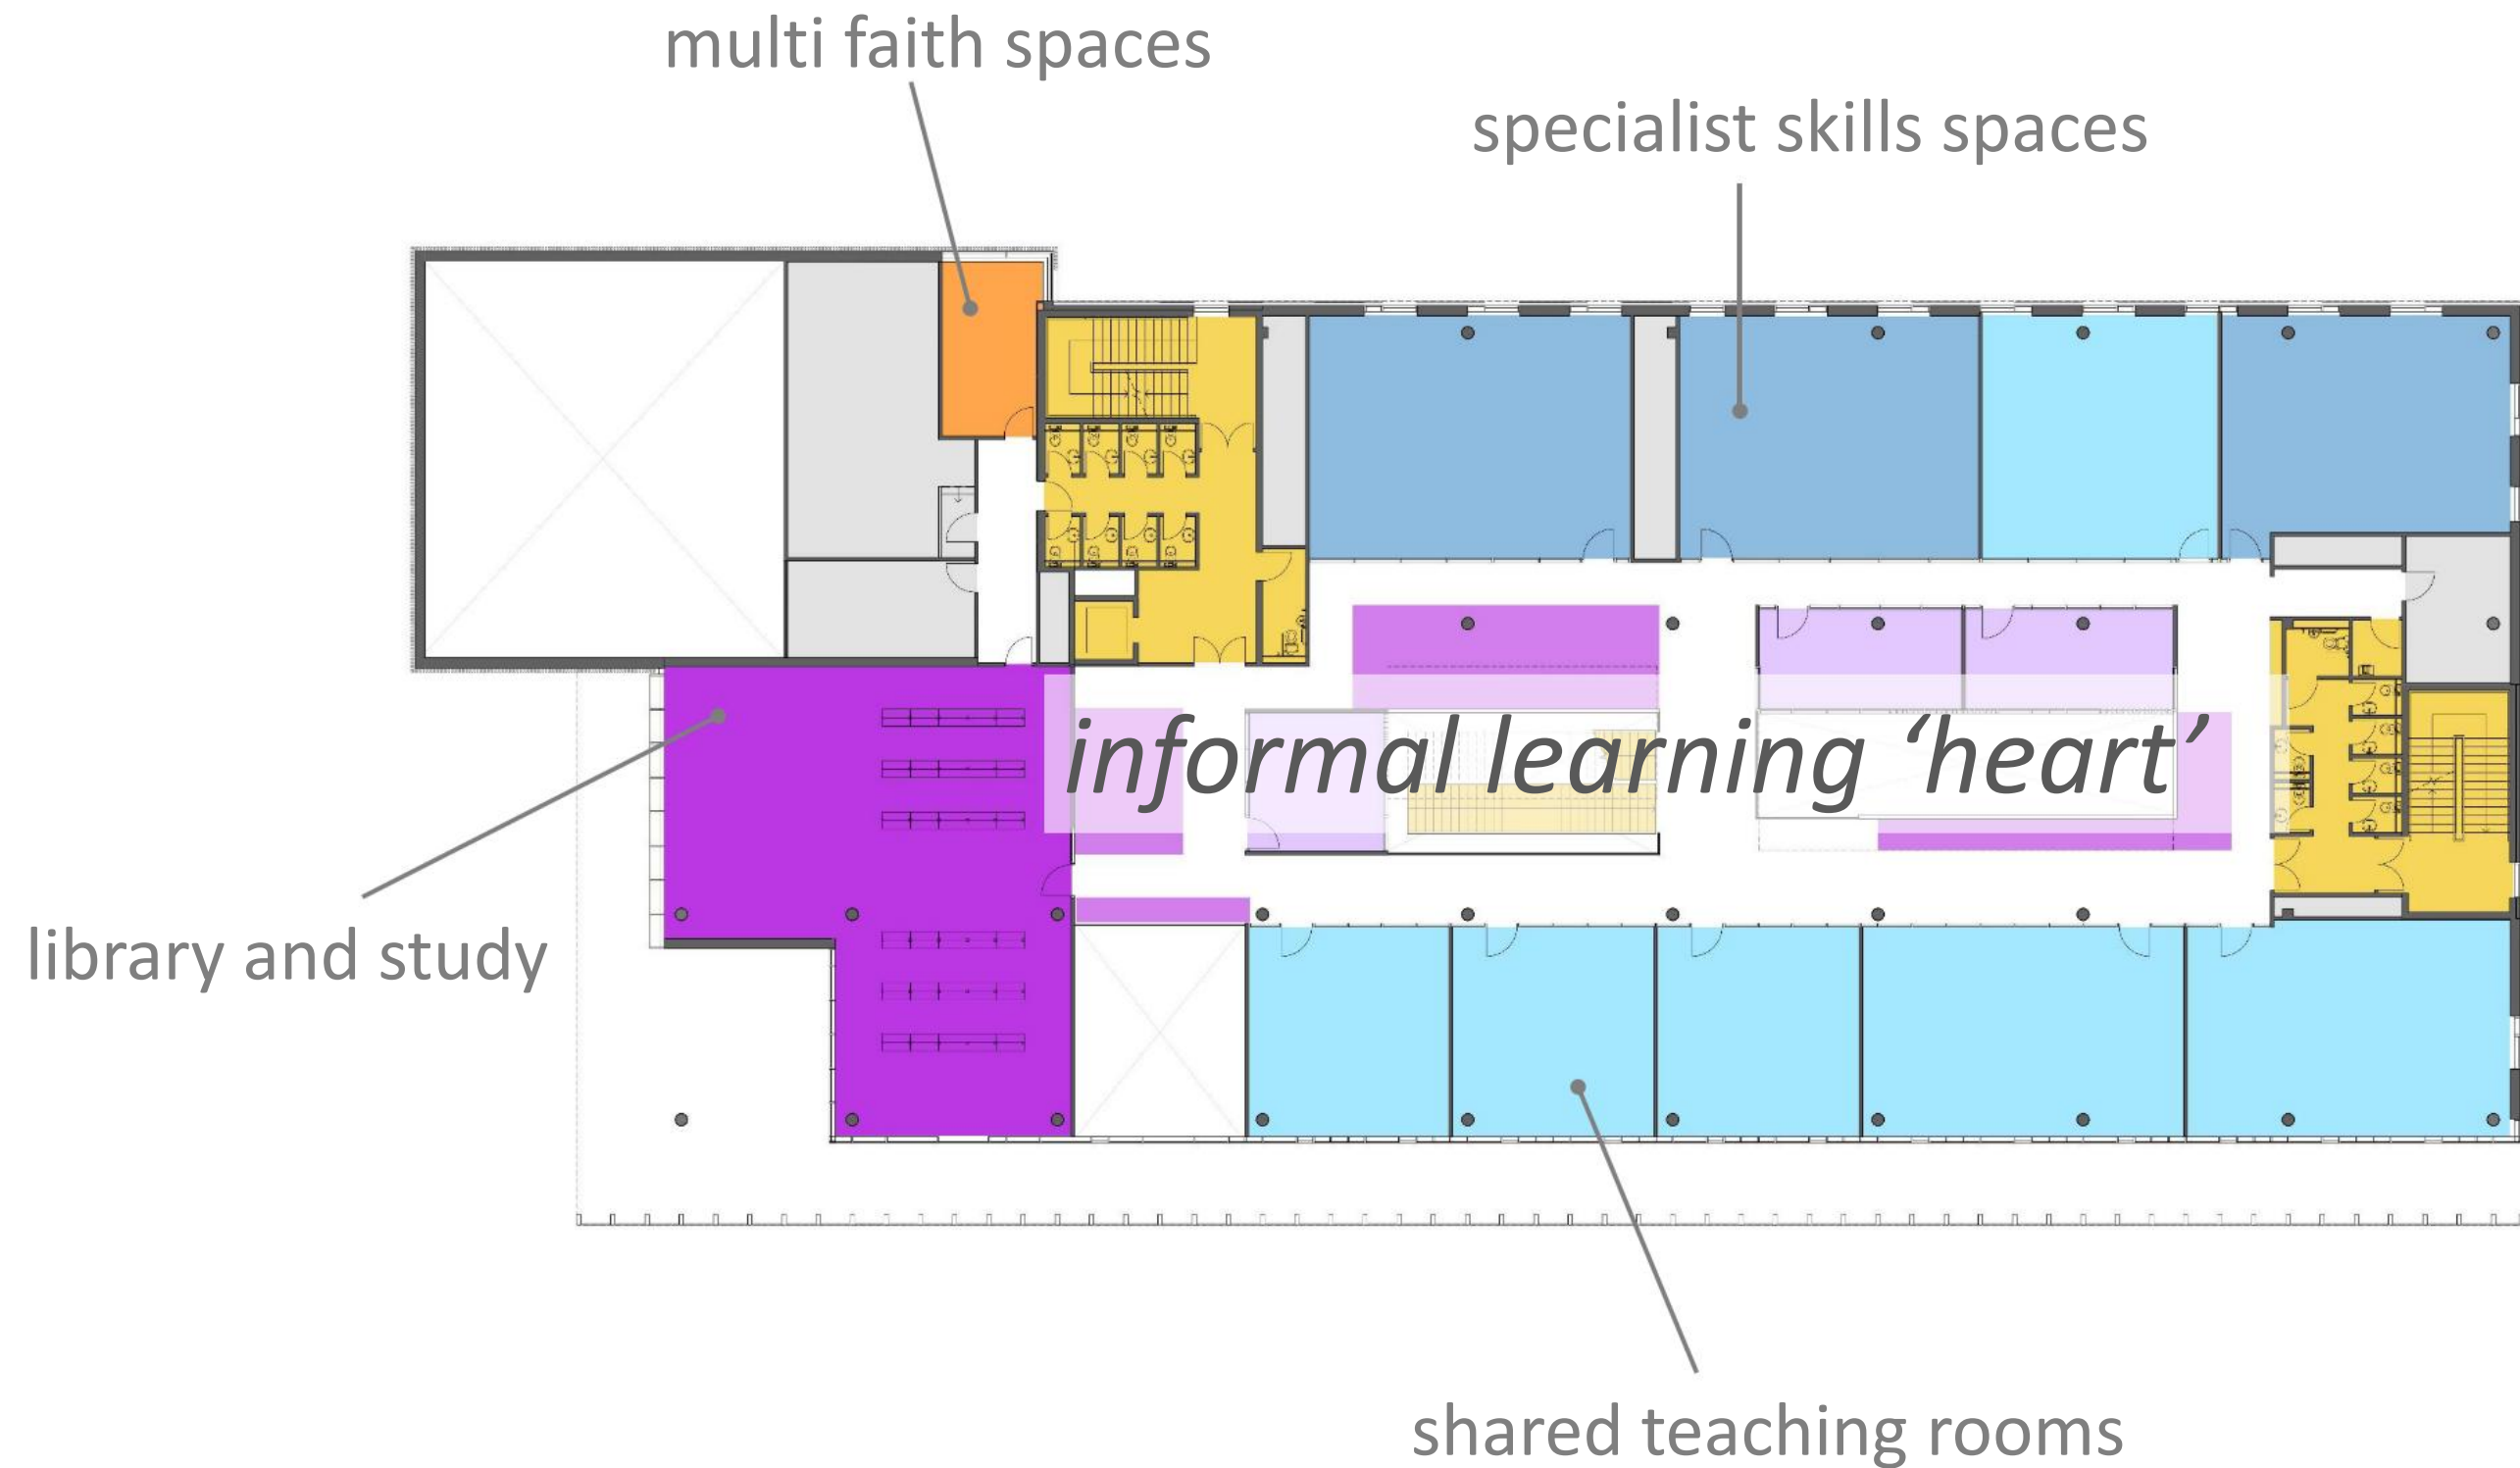 multi faith spaces
specialist skills spaces
informal learning ‘heart’
library and study
shared teaching rooms